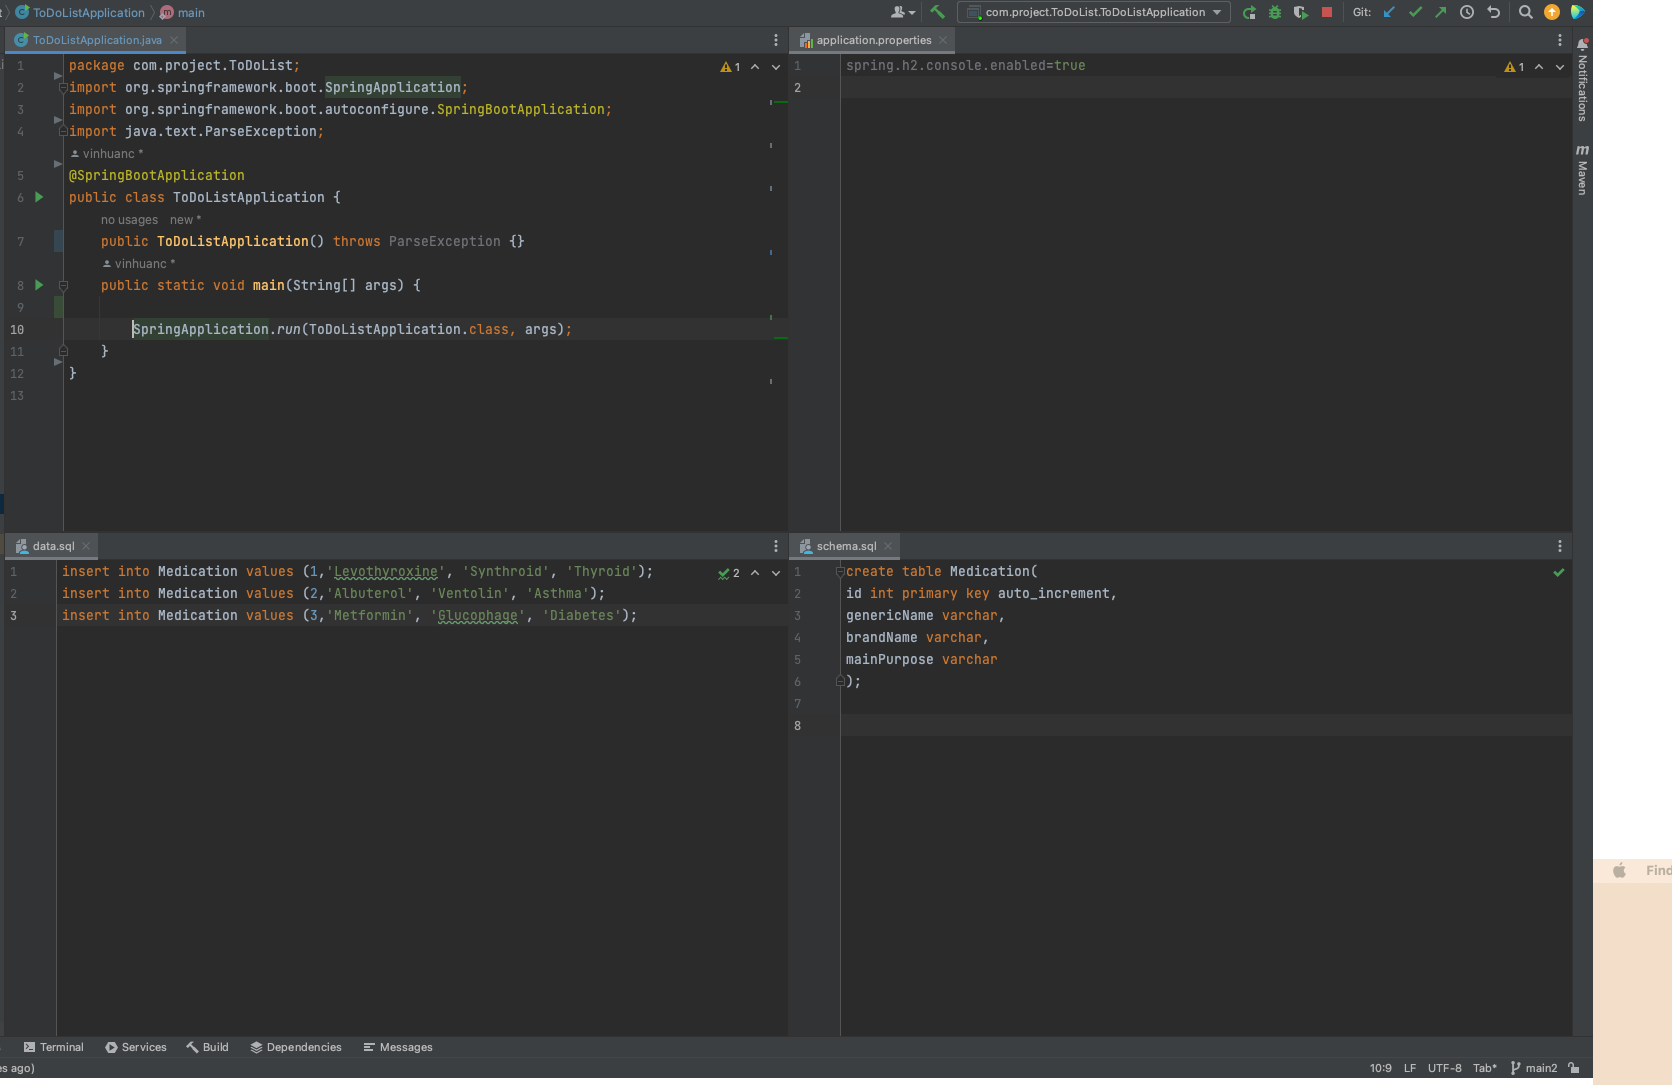 ToDoListApplication main
com.project.ToDoList.ToDoListApplication Git:
ToDoListApplication.java
1 package com.project.ToDoList; 1
2 import org.springframework.boot.SpringApplication;
3 import org.springframework.boot.autoconfigure.SpringBootApplication;
4 import java.text.ParseException;
vinhuanc *
5 @SpringBootApplication
6 public class ToDoListApplication {
no usages new *
7 public ToDoListApplication() throws ParseException {}
vinhuanc *
8 public static void main(String[] args) {
9
10 SpringApplication.run(ToDoListApplication.class, args);
11 }
12 }
13
application.properties
1 spring.h2.console.enabled=true 1
2
Notifications
m Maven
data.sql
1 insert into Medication values (1,'Levothyroxine', 'Synthroid', 'Thyroid'); 2
2 insert into Medication values (2,'Albuterol', 'Ventolin', 'Asthma');
3 insert into Medication values (3,'Metformin', 'Glucophage', 'Diabetes');
schema.sql
1 create table Medication(
2 id int primary key auto_increment,
3 genericName varchar,
4 brandName varchar,
5 mainPurpose varchar
6 );
7
8
Find
Terminal Services Build Dependencies Messages
es ago) 10:9 LF UTF-8 Tab* main2